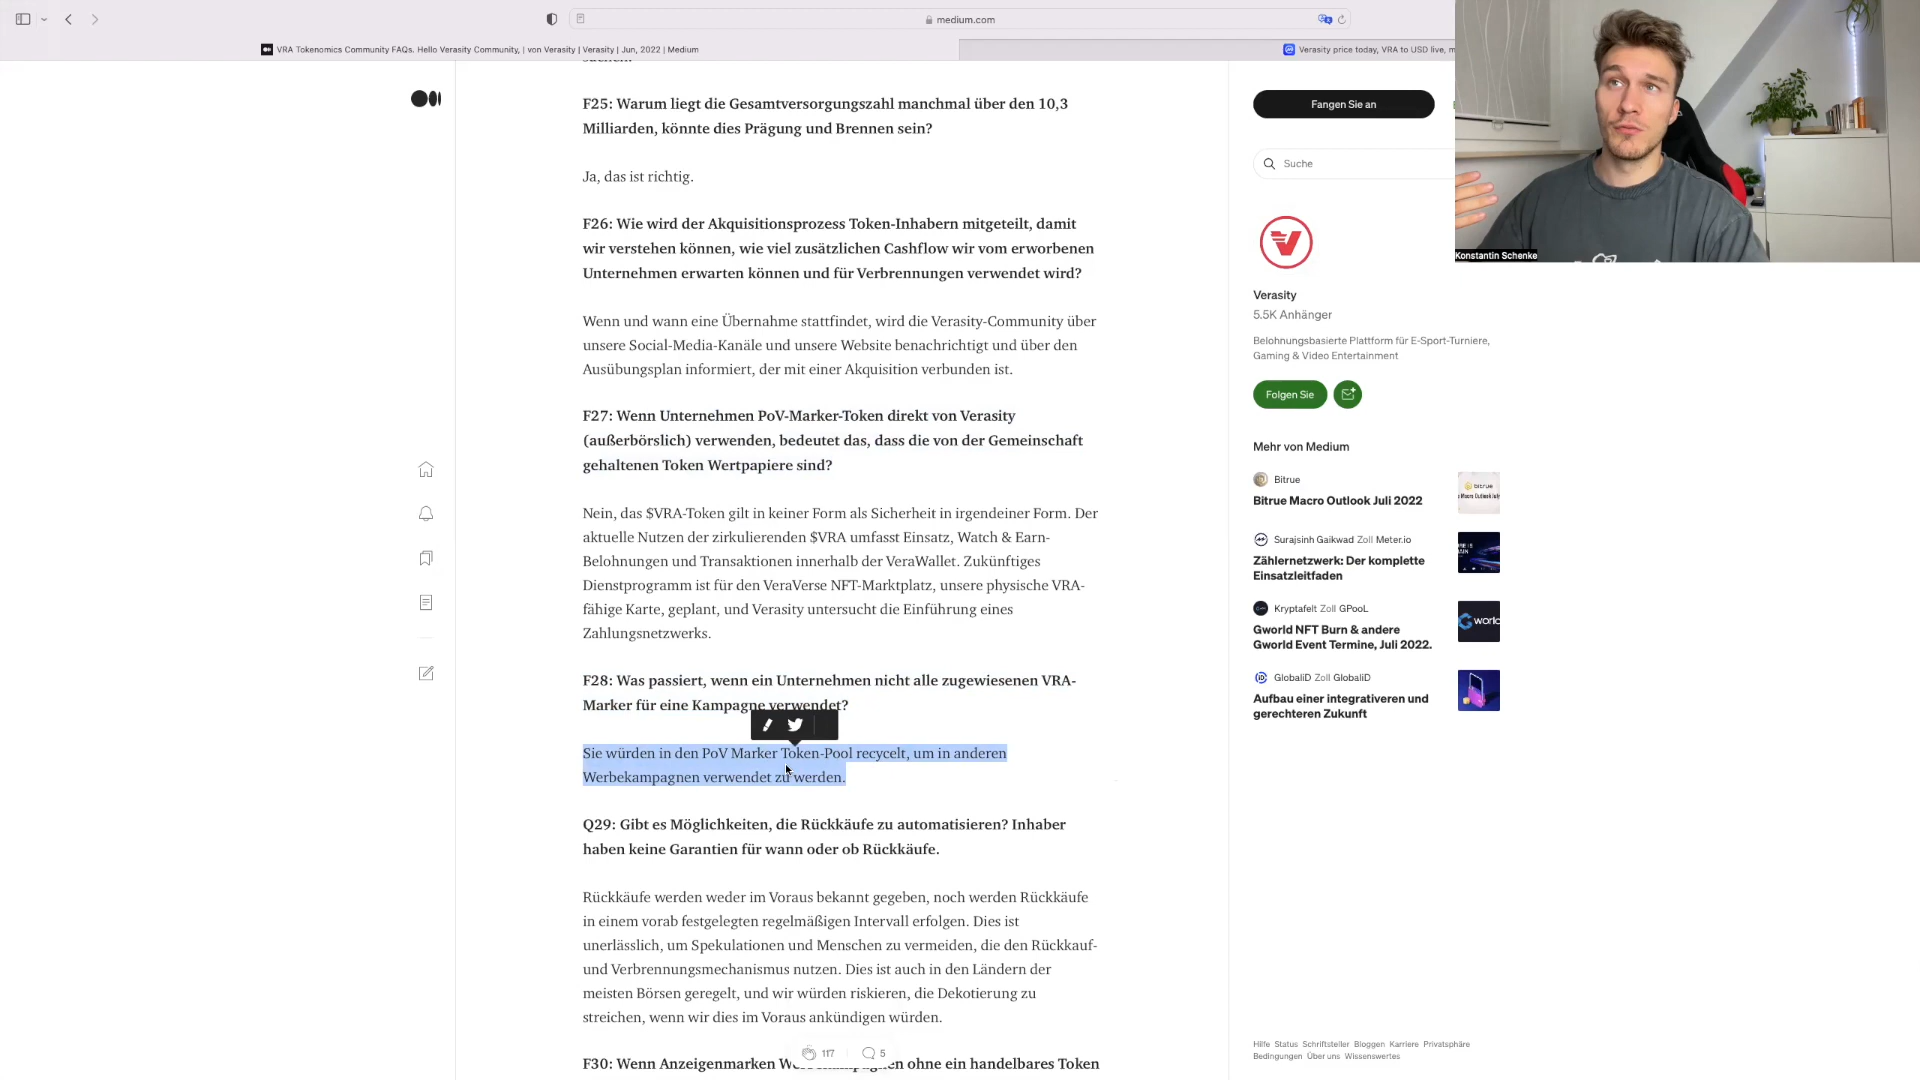 medium.com
VRA Tokenomics Community FAQs. Hello Verasity Community, | von Verasity | Verasity | Jun, 2022 | Medium
Verasity price today, VRA to USD live, m
F25: Warum liegt die Gesamtversorgungszahl manchmal über den 10,3
Milliarden, könnte dies Prägung und Brennen sein?
Ja, das ist richtig.
F26: Wie wird der Akquisitionsprozess Token-Inhabern mitgeteilt, damit
wir verstehen können, wie viel zusätzlichen Cashflow wir vom erworbenen
Unternehmen erwarten können und für Verbrennungen verwendet wird?
Wenn und wann eine Übernahme stattfindet, wird die Verasity-Community über
unsere Social-Media-Kanäle und unsere Website benachrichtigt und über den
Ausübungsplan informiert, der mit einer Akquisition verbunden ist.
F27: Wenn Unternehmen PoV-Marker-Token direkt von Verasity
(außerbörslich) verwenden, bedeutet das, dass die von der Gemeinschaft
gehaltenen Token Wertpapiere sind?
Nein, das $VRA-Token gilt in keiner Form als Sicherheit in irgendeiner Form. Der
aktuelle Nutzen der zirkulierenden $VRA umfasst Einsatz, Watch & Earn-
Belohnungen und Transaktionen innerhalb der VeraWallet. Zukünftiges
Dienstprogramm ist für den VeraVerse NFT-Marktplatz, unsere physische VRA-
fähige Karte, geplant, und Verasity untersucht die Einführung eines
Zahlungsnetzwerks.
F28: Was passiert, wenn ein Unternehmen nicht alle zugewiesenen VRA-
Marker für eine Kampagne verwendet?
Sie würden in den PoV Marker Token-Pool recycelt, um in anderen
Werbekampagnen verwendet zu werden.
Q29: Gibt es Möglichkeiten, die Rückkäufe zu automatisieren? Inhaber
haben keine Garantien für wann oder ob Rückkäufe.
Rückkäufe werden weder im Voraus bekannt gegeben, noch werden Rückkäufe
in einem vorab festgelegten regelmäßigen Intervall erfolgen. Dies ist
unerlässlich, um Spekulationen und Menschen zu vermeiden, die den Rückkauf-
und Verbrennungsmechanismus nutzen. Dies ist auch in den Ländern der
meisten Börsen geregelt, und wir würden riskieren, die Dekotierung zu
streichen, wenn wir dies im Voraus ankündigen würden.
117
5
F30: Wenn Anzeigenmarken ohne ein handelbares Token
Fangen Sie an
Suche
Verasity
5.5K Anhänger
Belohnungsbasierte Plattform für E-Sport-Turniere,
Gaming & Video Entertainment
Folgen Sie
Mehr von Medium
Bitrue
Bitrue Macro Outlook Juli 2022
Surajsinh Gaikwad Zoll Meter.io
Zählernetzwerk: Der komplette
Einsatzleitfaden
Kryptafelt Zoll GPooL
Gworld NFT Burn & andere
Gworld Event Termine, Juli 2022.
GlobaliD Zoll GlobaliD
Aufbau einer integrativeren und
gerechteren Zukunft
Hilfe Status Schriftsteller Bloggen Karriere Privatsphäre
Bedingungen Über uns Wissenswertes
Konstantin Schenke